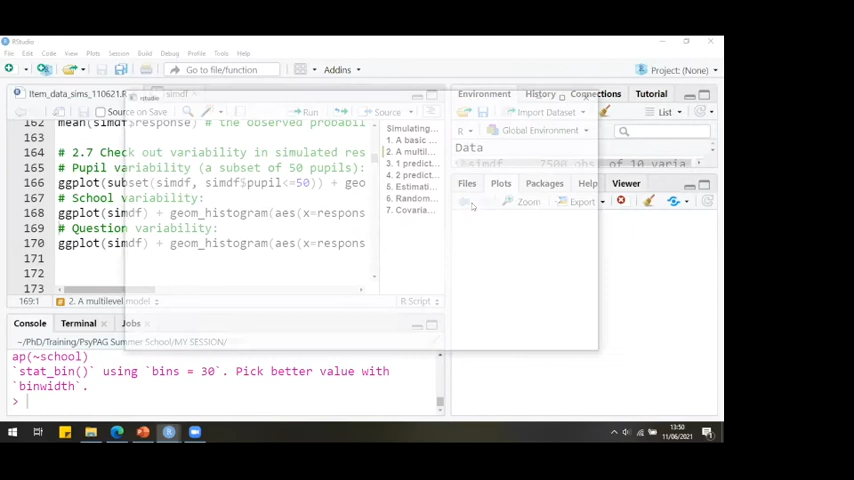 RStudio
File Edit Code View Plots Session Build Debug Profile Tools Help
Go to file/function
Addins
Project: (None)
Item_data_sims_110621.R
simdf
rstudio
Environment History Connections Tutorial
Source on Save
Run
Source
Import Dataset
List
R
Global Environment
162 mean(simdf$response) # the observed probabil
163
164 # 2.7 Check out variability in simulated res
165 # Pupil variability (a subset of 50 pupils):
166 ggplot(subset(simdf, simdf$pupil<=50)) + geo
167 # School variability:
168 ggplot(simdf) + geom_histogram(aes(x=respons
169 # Question variability:
170 ggplot(simdf) + geom_histogram(aes(x=respons
171
172
173
Simulating...
1. A basic ...
2. A multil...
3. 1 predict...
4. 2 predict...
5. Estimati...
6. Random...
7. Covaria...
Data
simdf 7500 obs. of 10 varia
Files Plots Packages Help Viewer
Zoom Export
169:1 2. A multilevel model R Script
Console Terminal Jobs
~/PhD/Training/PsyPAG Summer School/MY SESSION/
ap(~school)
`stat_bin()` using `bins = 30`. Pick better value with
`binwidth`.
>
13:50
11/06/2021